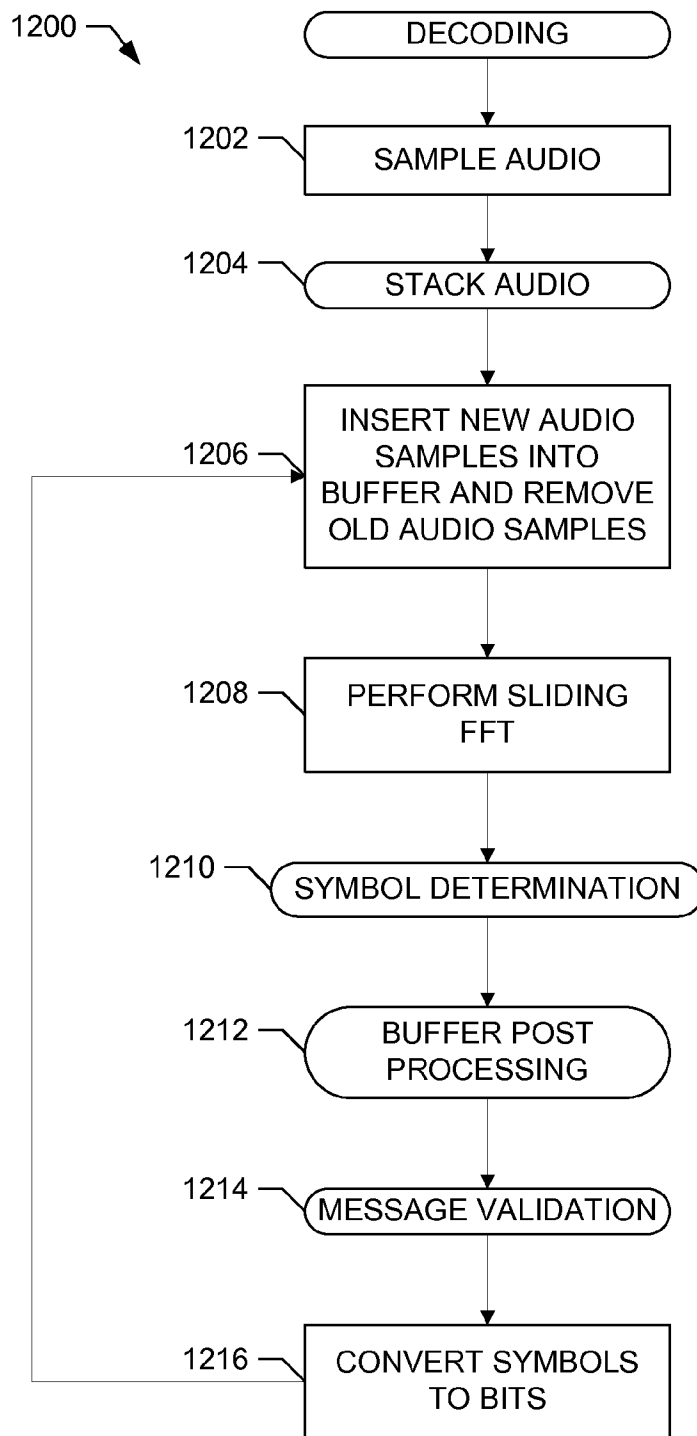 1200
DECODING
1202
SAMPLE AUDIO
1204
STACK AUDIO
1206
INSERT NEW AUDIO
SAMPLES INTO
BUFFER AND REMOVE
OLD AUDIO SAMPLES
1208
PERFORM SLIDING
FFT
1210
SYMBOL DETERMINATION
1212
BUFFER POST
PROCESSING
1214
MESSAGE VALIDATION
1216
CONVERT SYMBOLS
TO BITS